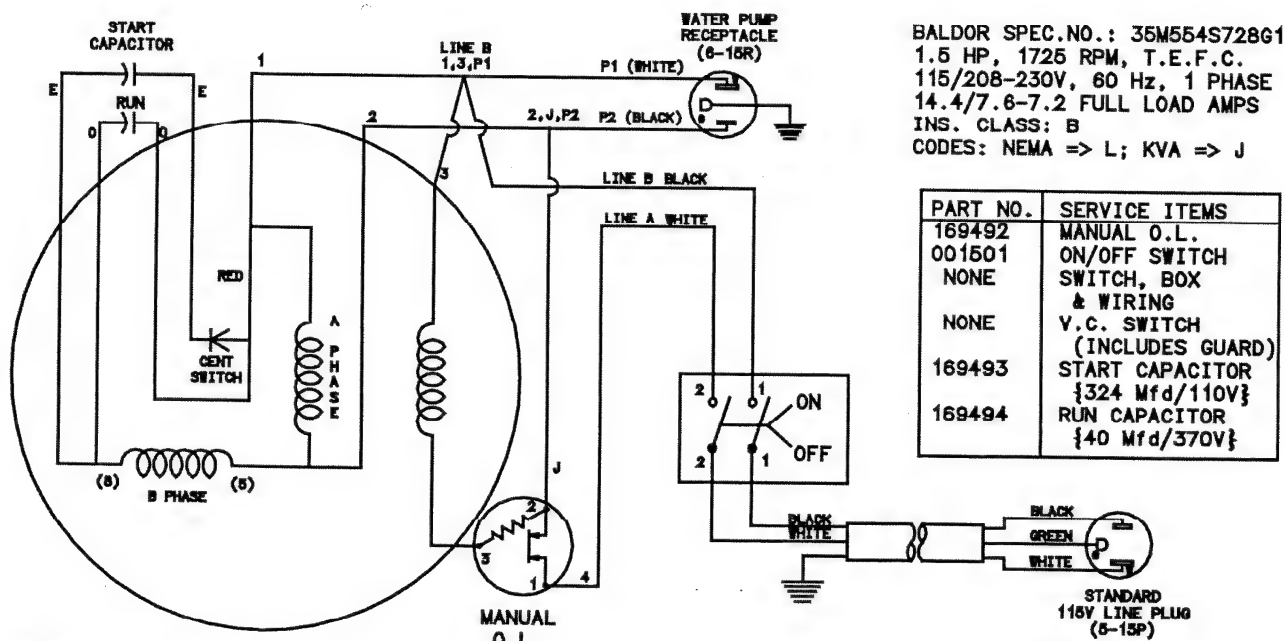 START
CAPACITOR
E
E
RUN
O
O
1
2
RED
CENT
SWITCH
A
P
H
A
S
E
(8)
B PHASE
(5)
LINE B
1,3,P1
3
2,J,P2
WATER PUMP
RECEPTACLE
(6-15R)
P1 (WHITE)
P2 (BLACK)
LINE B BLACK
LINE A WHITE
J
2
3
1
4
MANUAL
2
1
ON
OFF
2
1
BLACK
WHITE
BLACK
GREEN
WHITE
STANDARD
115V LINE PLUG
(5-15P)
BALDOR SPEC.NO.: 35M554S728G1
1.5 HP, 1725 RPM, T.E.F.C.
115/208-230V, 60 Hz, 1 PHASE
14.4/7.6-7.2 FULL LOAD AMPS
INS. CLASS: B
CODES: NEMA => L; KVA => J
PART NO. SERVICE ITEMS
169492 MANUAL O.L.
001501 ON/OFF SWITCH
NONE SWITCH, BOX
& WIRING
NONE V.C. SWITCH
(INCLUDES GUARD)
169493 START CAPACITOR
{324 Mfd/110V}
169494 RUN CAPACITOR
{40 Mfd/370V}